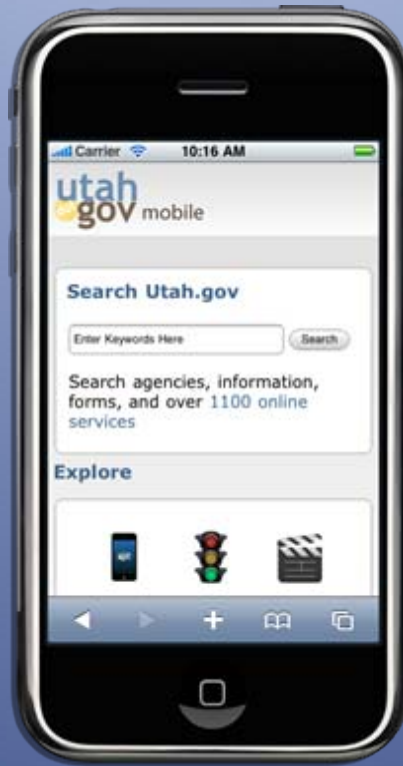 Carrier 10:16 AM
utah
gov mobile
Search Utah.gov
Enter Keywords Here Search
Search agencies, information,
forms, and over 1100 online
services
Explore